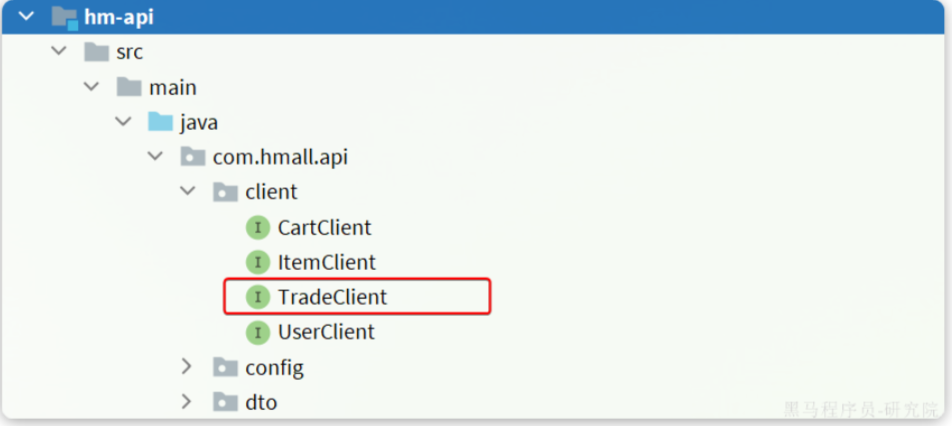 hm-api
src
main
java
com.hmall.api
client
I CartClient
I ItemClient
I TradeClient
I UserClient
config
dto
黑马程序员-研究院